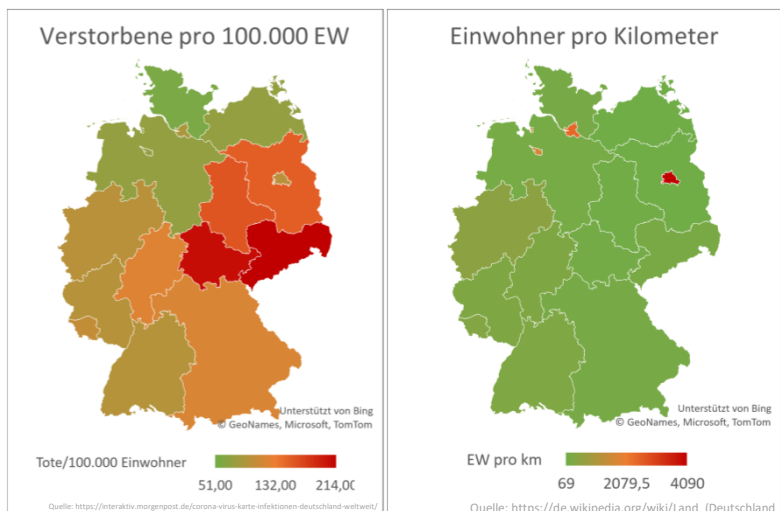 Verstorbene pro 100.000 EW
Unterstützt von Bing
© GeoNames, Microsoft, TomTom
Tote/100.000 Einwohner
51,00 132,00 214,00
Quelle: https://interaktiv.morgenpost.de/corona-virus-karte-infektionen-deutschland-weltweit/
Einwohner pro Kilometer
Unterstützt von Bing
© GeoNames, Microsoft, TomTom
EW pro km
69 2079,5 4090
Quelle: https://de.wikipedia.org/wiki/Land_(Deutschland